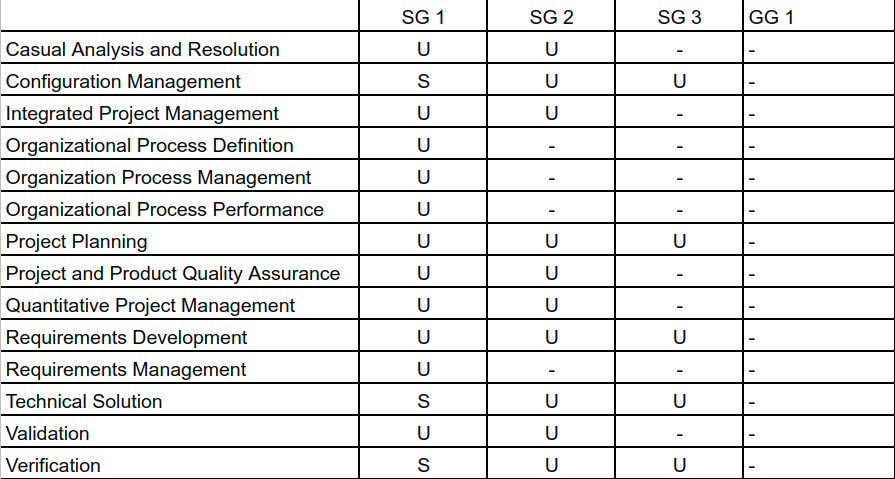 SG 1 SG 2 SG 3 GG 1
Casual Analysis and Resolution U U - -
Configuration Management S U U -
Integrated Project Management U U - -
Organizational Process Definition U - - -
Organization Process Management U - - -
Organizational Process Performance U - - -
Project Planning U U U -
Project and Product Quality Assurance U U - -
Quantitative Project Management U U - -
Requirements Development U U U -
Requirements Management U - - -
Technical Solution S U U -
Validation U U - -
Verification S U U -